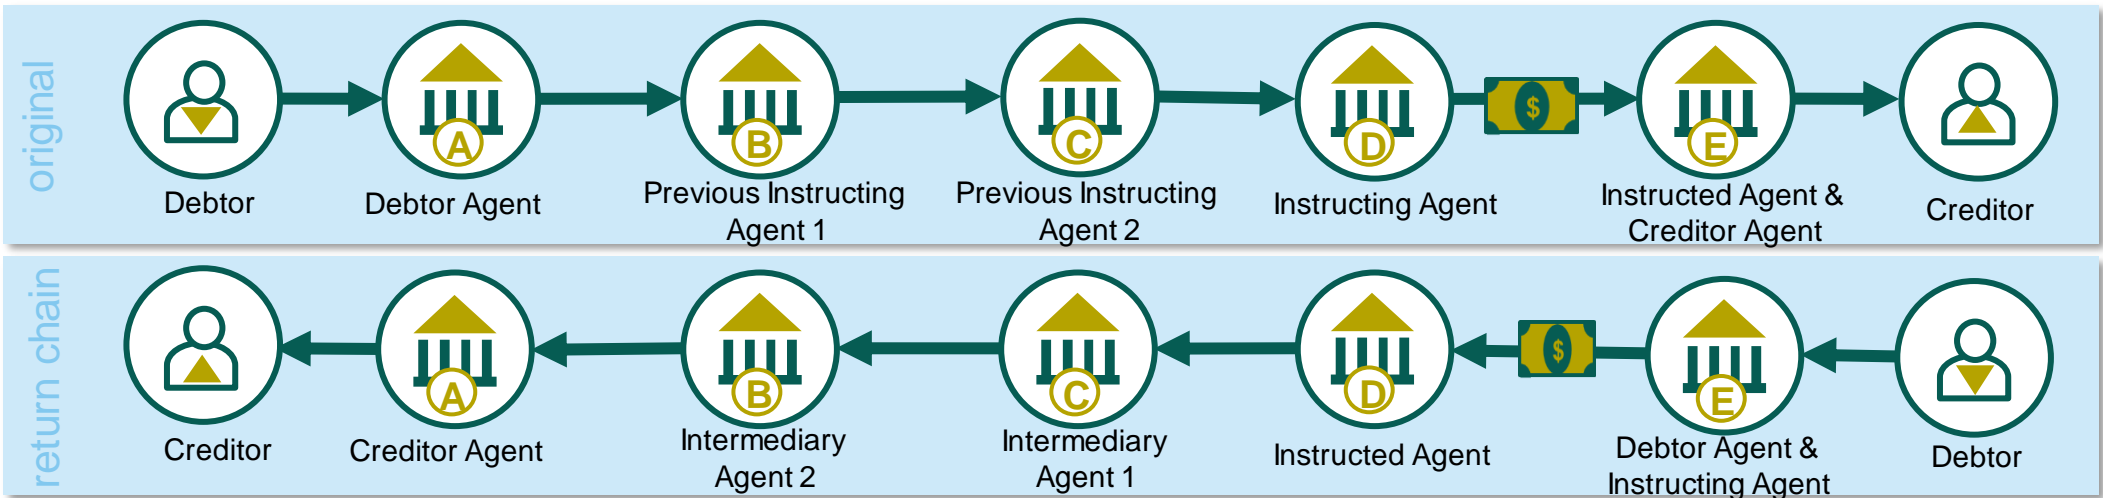 original
$
A
B
C
D
E
Debtor
Debtor Agent
Previous Instructing
Agent 1
Previous Instructing
Agent 2
Instructing Agent
Instructed Agent &
Creditor Agent
Creditor
return chain
$
A
B
C
D
E
Creditor
Creditor Agent
Intermediary
Agent 2
Intermediary
Agent 1
Instructed Agent
Debtor Agent &
Instructing Agent
Debtor